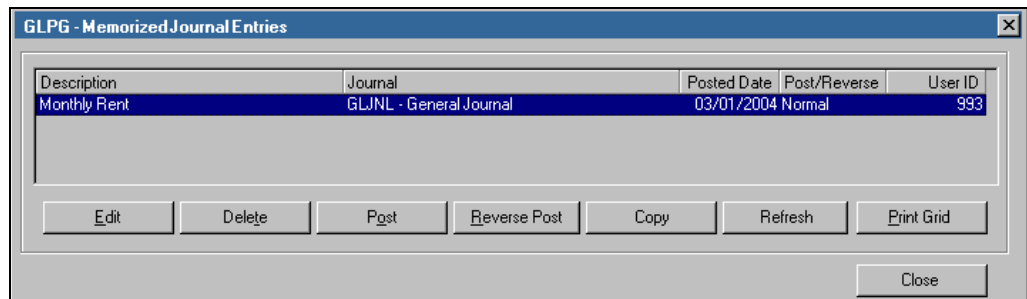 GLPG - Memorized Journal Entries
Description Journal Posted Date Post/Reverse User ID
Monthly Rent GLJNL - General Journal 03/01/2004 Normal 993
Edit Delete Post Reverse Post Copy Refresh Print Grid
Close